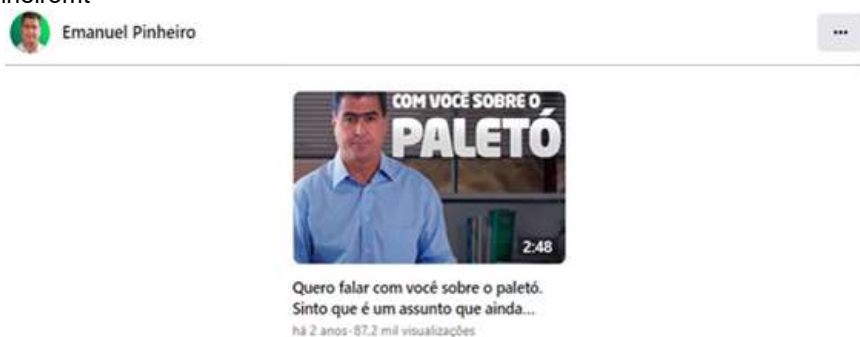 Emanuel Pinheiro
...
COM VOCÊ SOBRE O
PALETÓ
2:48
Quero falar com você sobre o paletó.
Sinto que é um assunto que ainda...
há 2 anos·87,2 mil visualizações